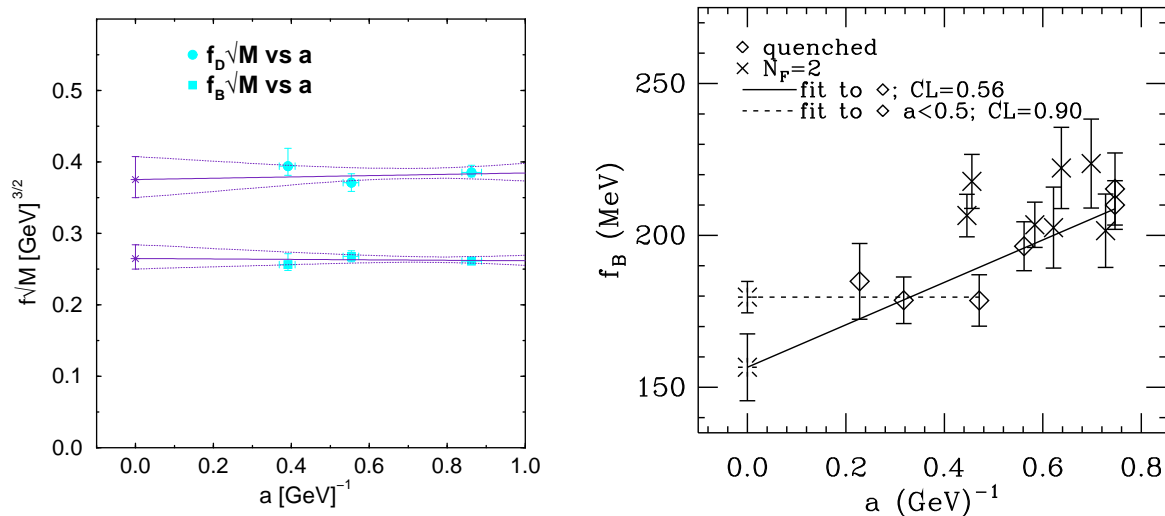 f_D√M vs a
f_B√M vs a
0.5
0.4
0.3
0.2
0.1
0.0
f√M [GeV]^3/2
0.0 0.2 0.4 0.6 0.8 1.0
a [GeV]^-1
quenched
N_F=2
fit to ◇; CL=0.56
fit to ◇ a<0.5; CL=0.90
250
200
150
f_B (MeV)
0.0 0.2 0.4 0.6 0.8
a (GeV)^-1